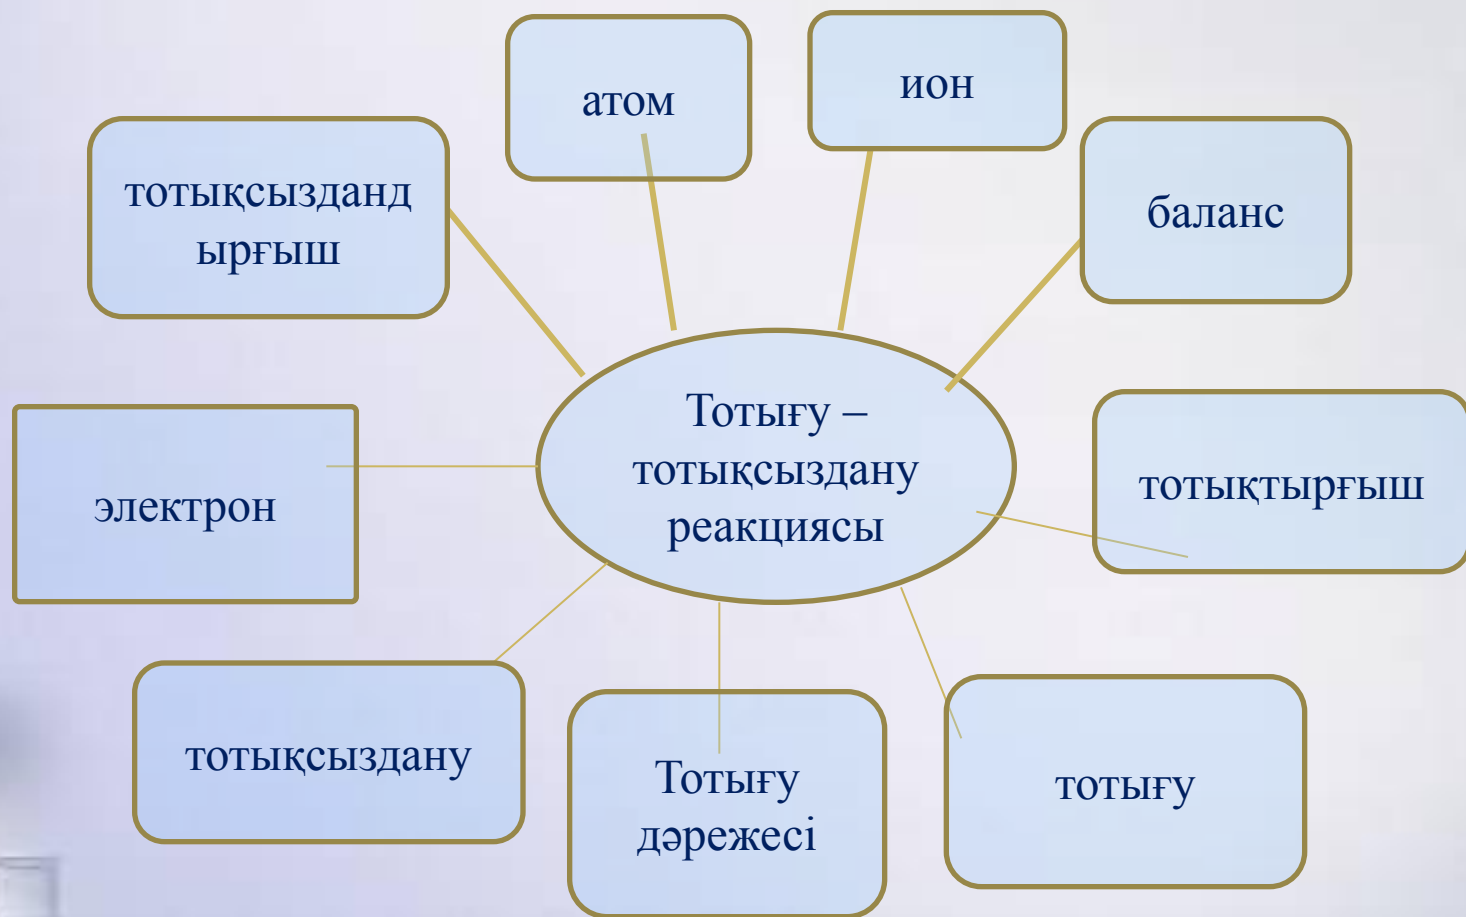 атом
ион
тотықсызданд
ырғыш
баланс
Тотығу –
тотықсыздану
реакциясы
электрон
тотықтырғыш
тотықсыздану
Тотығу
дәрежесі
тотығу